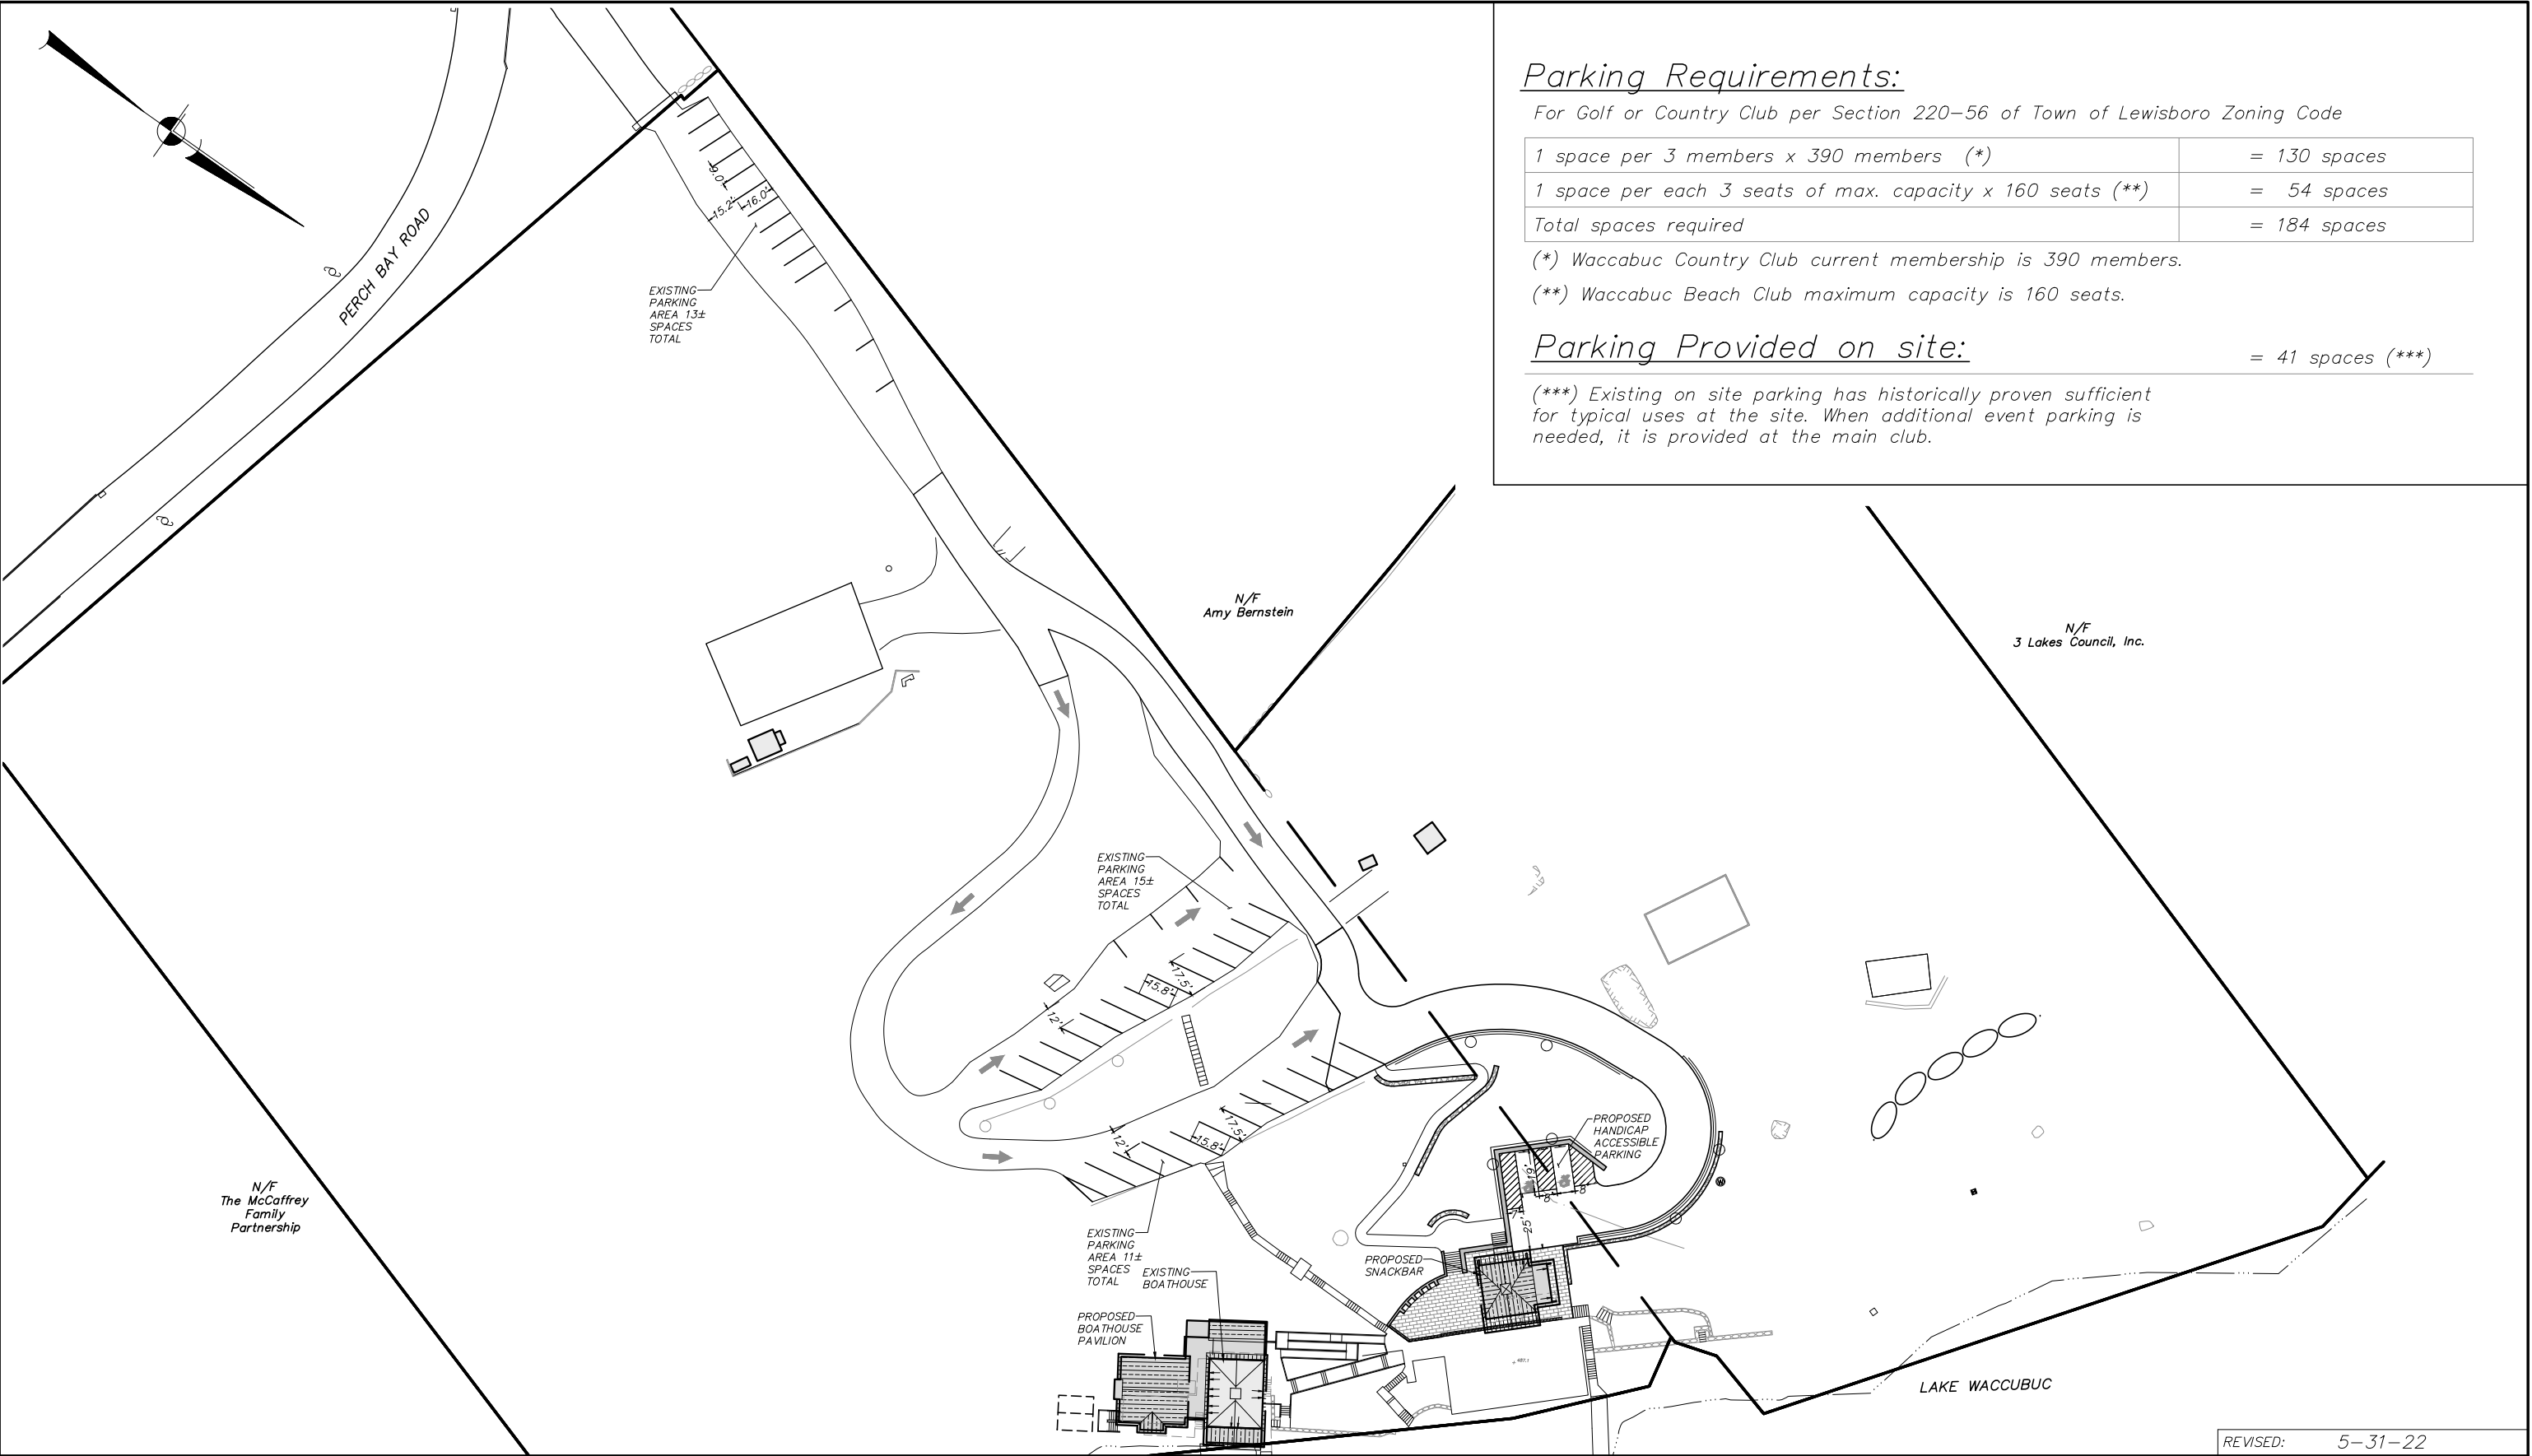 Parking Requirements:
For Golf or Country Club per Section 220-56 of Town of Lewisboro Zoning Code
1 space per 3 members x 390 members (*) = 130 spaces
1 space per each 3 seats of max. capacity x 160 seats (**) = 54 spaces
Total spaces required = 184 spaces
(*) Waccabuc Country Club current membership is 390 members.
(**) Waccabuc Beach Club maximum capacity is 160 seats.
Parking Provided on site: = 41 spaces (***)
(***) Existing on site parking has historically proven sufficient
for typical uses at the site. When additional event parking is
needed, it is provided at the main club.
PERCH BAY ROAD
9.0'
15.2'
16.0'
EXISTING
PARKING
AREA 13±
SPACES
TOTAL
N/F
Amy Bernstein
N/F
3 Lakes Council, Inc.
EXISTING
PARKING
AREA 15±
SPACES
TOTAL
17.5'
15.8'
12'
17.5'
15.8'
12'
PROPOSED
HANDICAP
ACCESSIBLE
PARKING
19'
8'
8'
25'
N/F
The McCaffrey
Family
Partnership
EXISTING
PARKING
AREA 11±
SPACES
TOTAL
EXISTING
BOATHOUSE
PROPOSED
SNACKBAR
PROPOSED
BOATHOUSE
PAVILION
W
LAKE WACCUBUC
REVISED: 5-31-22